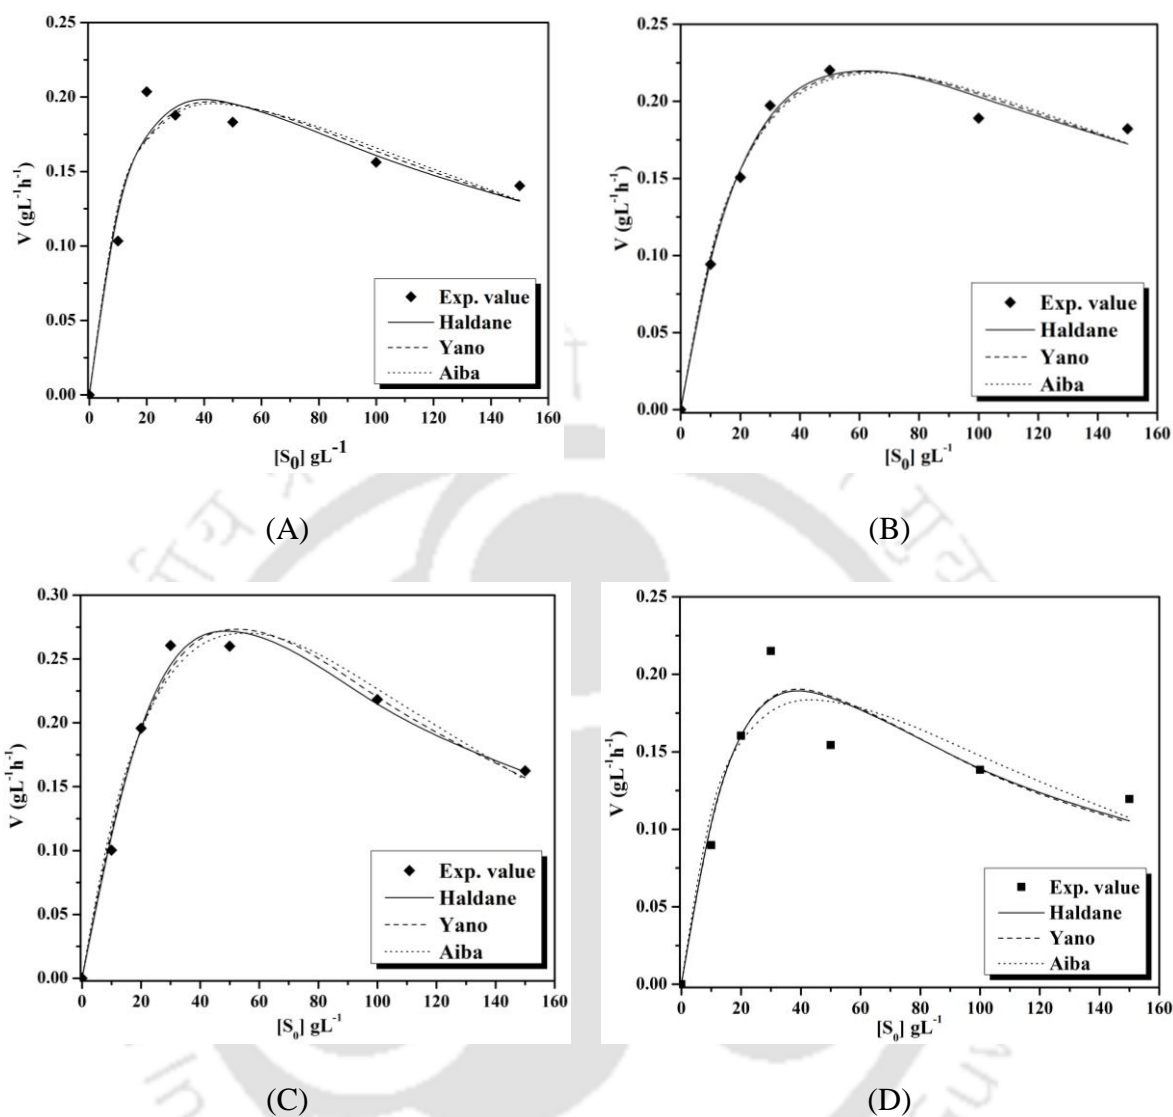 0.25
0.20
0.15
0.10
0.05
0.00
V (gL⁻¹h⁻¹)
0 20 40 60 80 100 120 140 160
[S₀] gL⁻¹
Exp. value
Haldane
Yano
Aiba
(A)
0.25
0.20
0.15
0.10
0.05
0.00
V (gL⁻¹h⁻¹)
0 20 40 60 80 100 120 140 160
[S₀] gL⁻¹
Exp. value
Haldane
Yano
Aiba
(B)
0.30
0.25
0.20
0.15
0.10
0.05
0.00
V (gL⁻¹h⁻¹)
0 20 40 60 80 100 120 140 160
[S₀] gL⁻¹
Exp. value
Haldane
Yano
Aiba
(C)
0.25
0.20
0.15
0.10
0.05
0.00
V (gL⁻¹h⁻¹)
0 20 40 60 80 100 120 140 160
[S₀] gL⁻¹
Exp. value
Haldane
Yano
Aiba
(D)